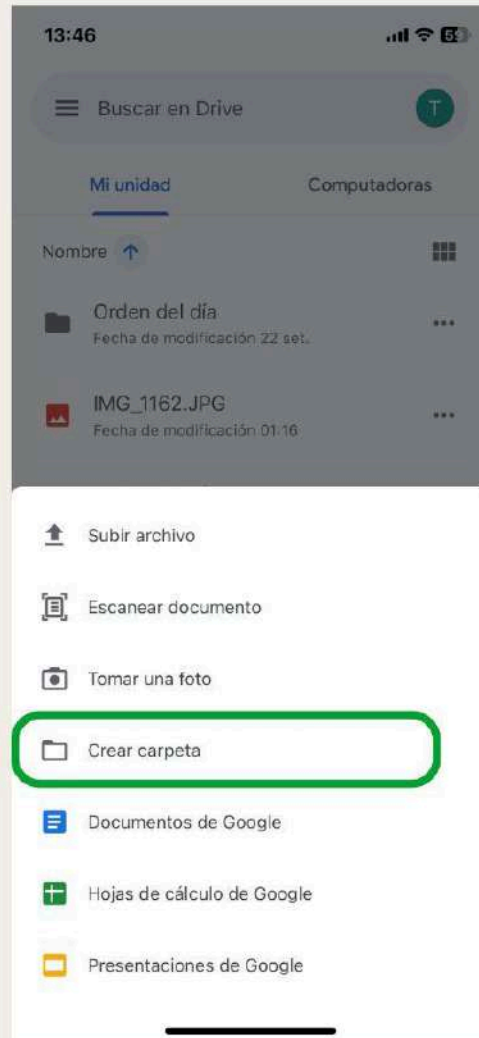 13:46
59
Buscar en Drive
T
Mi unidad
Computadoras
Nombre
Orden del día
Fecha de modificación 22 set.
IMG_1162.JPG
Fecha de modificación 01:16
Subir archivo
Escanear documento
Tomar una foto
Crear carpeta
Documentos de Google
Hojas de cálculo de Google
Presentaciones de Google